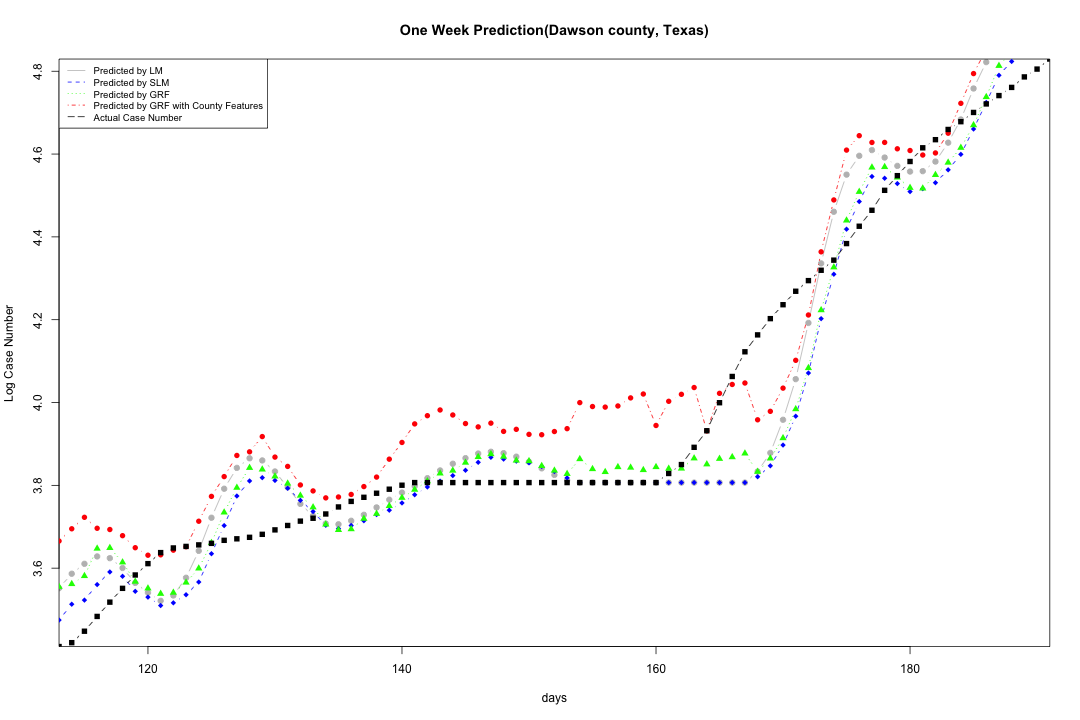 One Week Prediction(Dawson county, Texas)
Predicted by LM
Predicted by SLM
Predicted by GRF
Predicted by GRF with County Features
Actual Case Number
4.8
4.6
4.4
4.2
4.0
3.8
3.6
Log Case Number
120
140
160
180
days